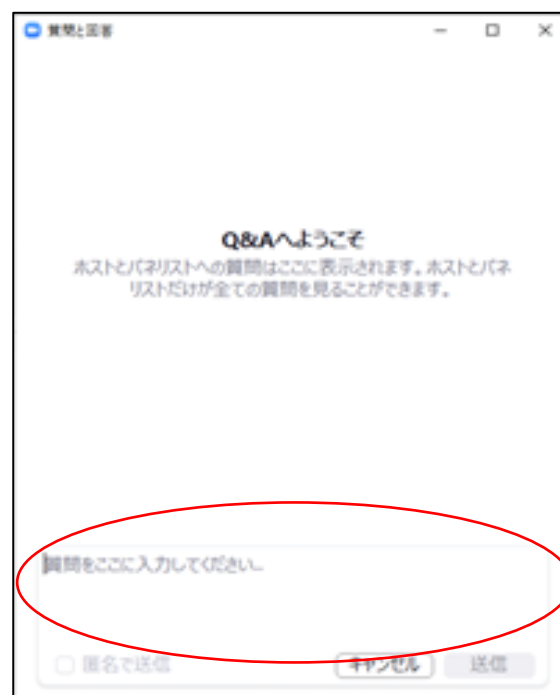 質問と回答
Q&Aへようこそ
ホストとパネリストへの質問はここに表示されます。ホストとパネ
リストだけが全ての質問を見ることができます。
質問をここに入力してください...
匿名で送信
キャンセル
送信